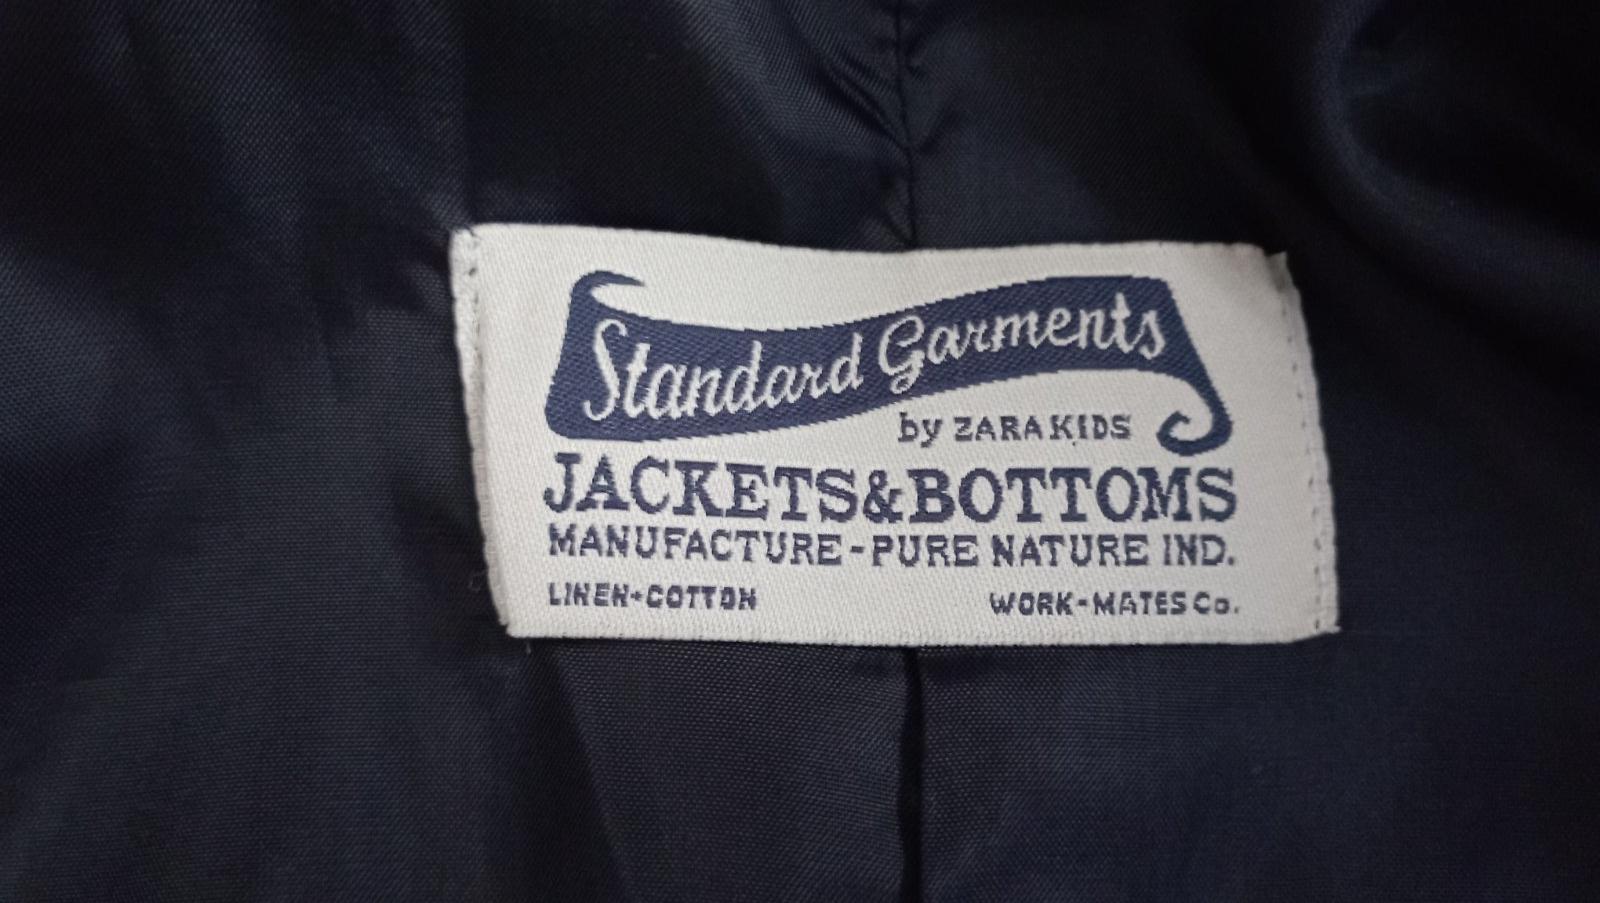 Standard Garments
by ZARA KIDS
JACKETS&BOTTOMS
MANUFACTURE-PURE NATURE IND.
LINEN+COTTON WORK-MATES Co.